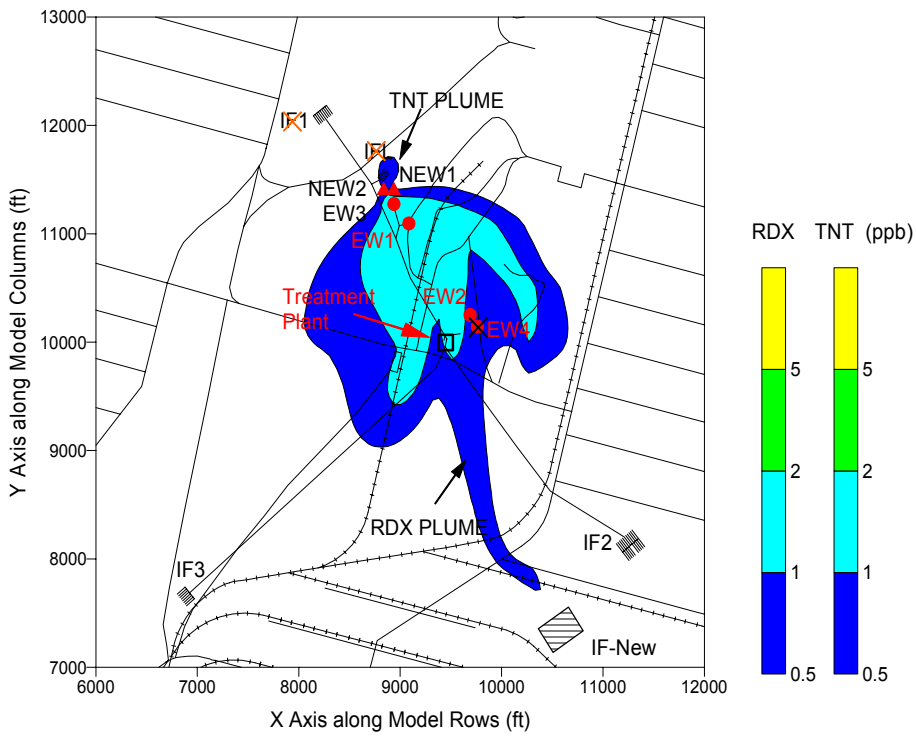 13000
12000
11000
10000
9000
8000
7000
Y Axis along Model Columns (ft)
6000
7000
8000
9000
10000
11000
12000
X Axis along Model Rows (ft)
TNT PLUME
IF1
NEW1
NEW2
EW3
EW1
Treatment
Plant
EW2
EW4
RDX PLUME
IF2
IF3
IF-New
RDX TNT (ppb)
5 5
2 2
1 1
0.5 0.5